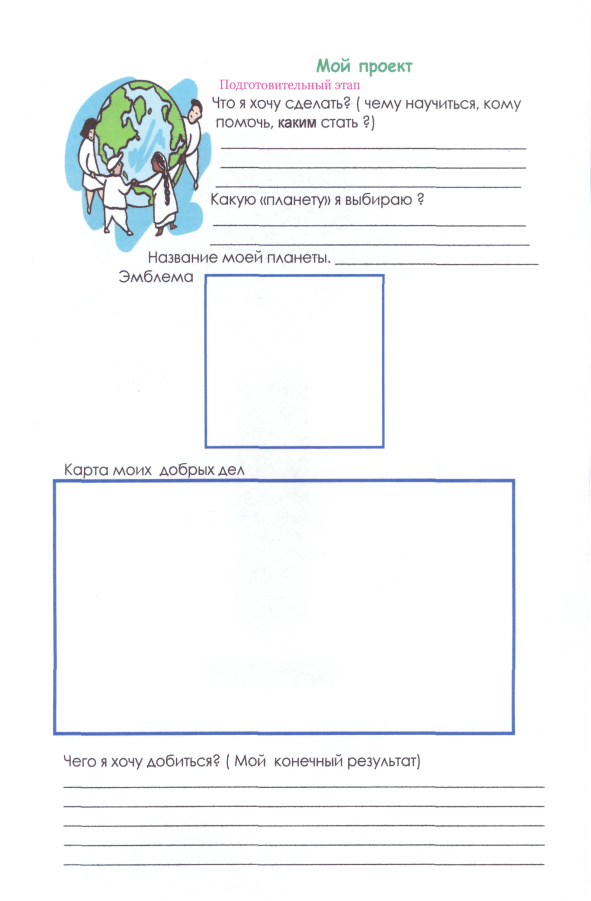 Мой проект
Подготовительный этап
Что я хочу сделать? ( чему научиться, кому
помочь, каким стать ?)
Какую «планету» я выбираю ?
Название моей планеты.
Эмблема
Карта моих добрых дел
Чего я хочу добиться? ( Мой конечный результат)